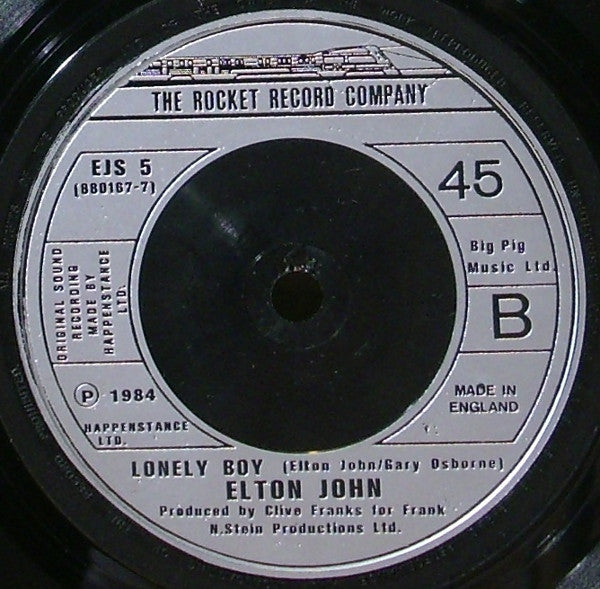 THE ROCKET RECORD COMPANY
EJS 5
(880167-7)
45
Big Pig
Music Ltd.
ORIGINAL SOUND
RECORDING
MADE BY
HAPPENSTANCE
LTD.
B
Ⓟ 1984
HAPPENSTANCE
LTD.
MADE IN
ENGLAND
LONELY BOY (Elton John/Gary Osborne)
ELTON JOHN
Produced by Clive Franks for Frank
N.Stein Productions Ltd.